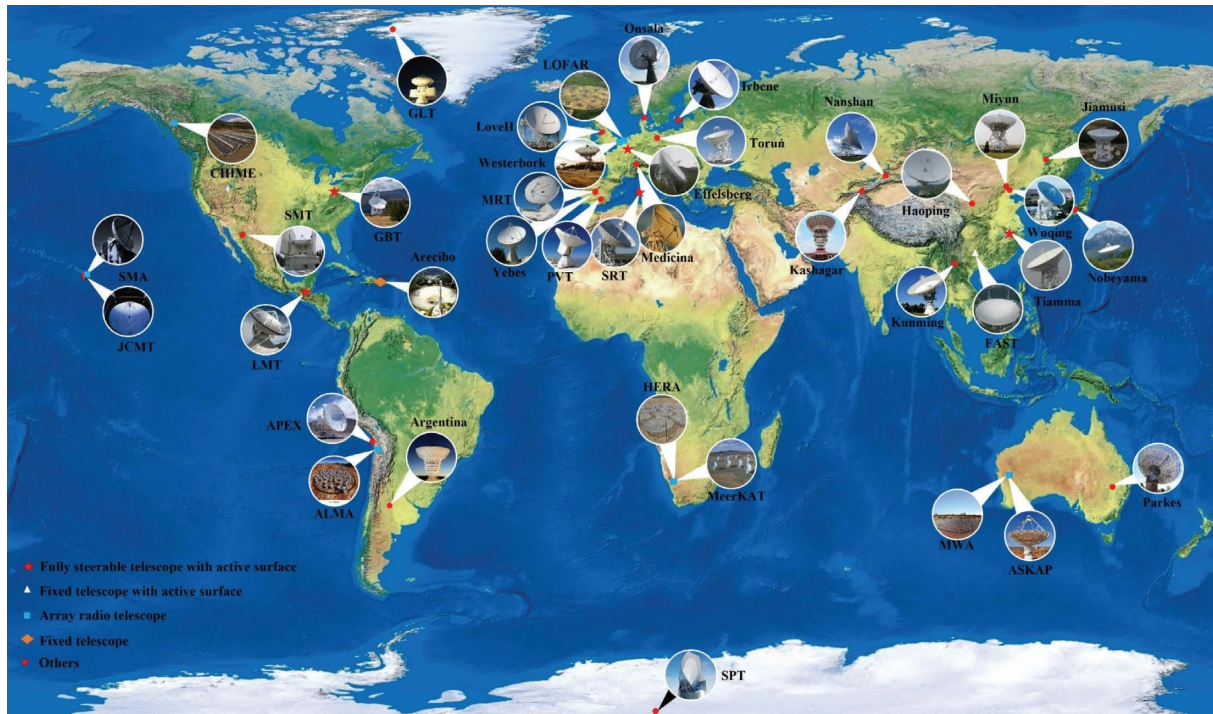 Onsala
LOFAR
GLT
Irbene
Nanshan
Miyun
Jiamusi
LoveII
CHIME
Westerbork
Toruń
MRT
Effelsberg
Haoping
SMT
GBT
Wuqing
SMA
Arecibo
Yebes
PVT
SRT
Medicina
Kashagar
Nobeyama
Tiamma
Kunming
JCMT
LMT
FAST
HERA
APEX
Argentina
MeerKAT
Parkes
ALMA
MWA
ASKAP
Fully steerable telescope with active surface
Fixed telescope with active surface
Array radio telescope
Fixed telescope
Others
SPT